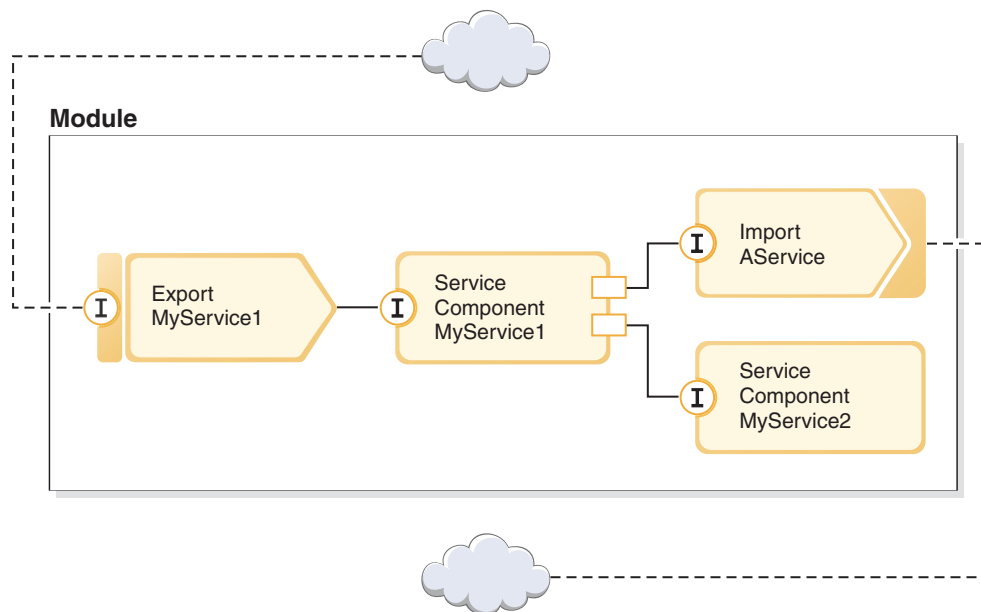 Module
I
Export
MyService1
I
Service
Component
MyService1
I
Import
AService
I
Service
Component
MyService2